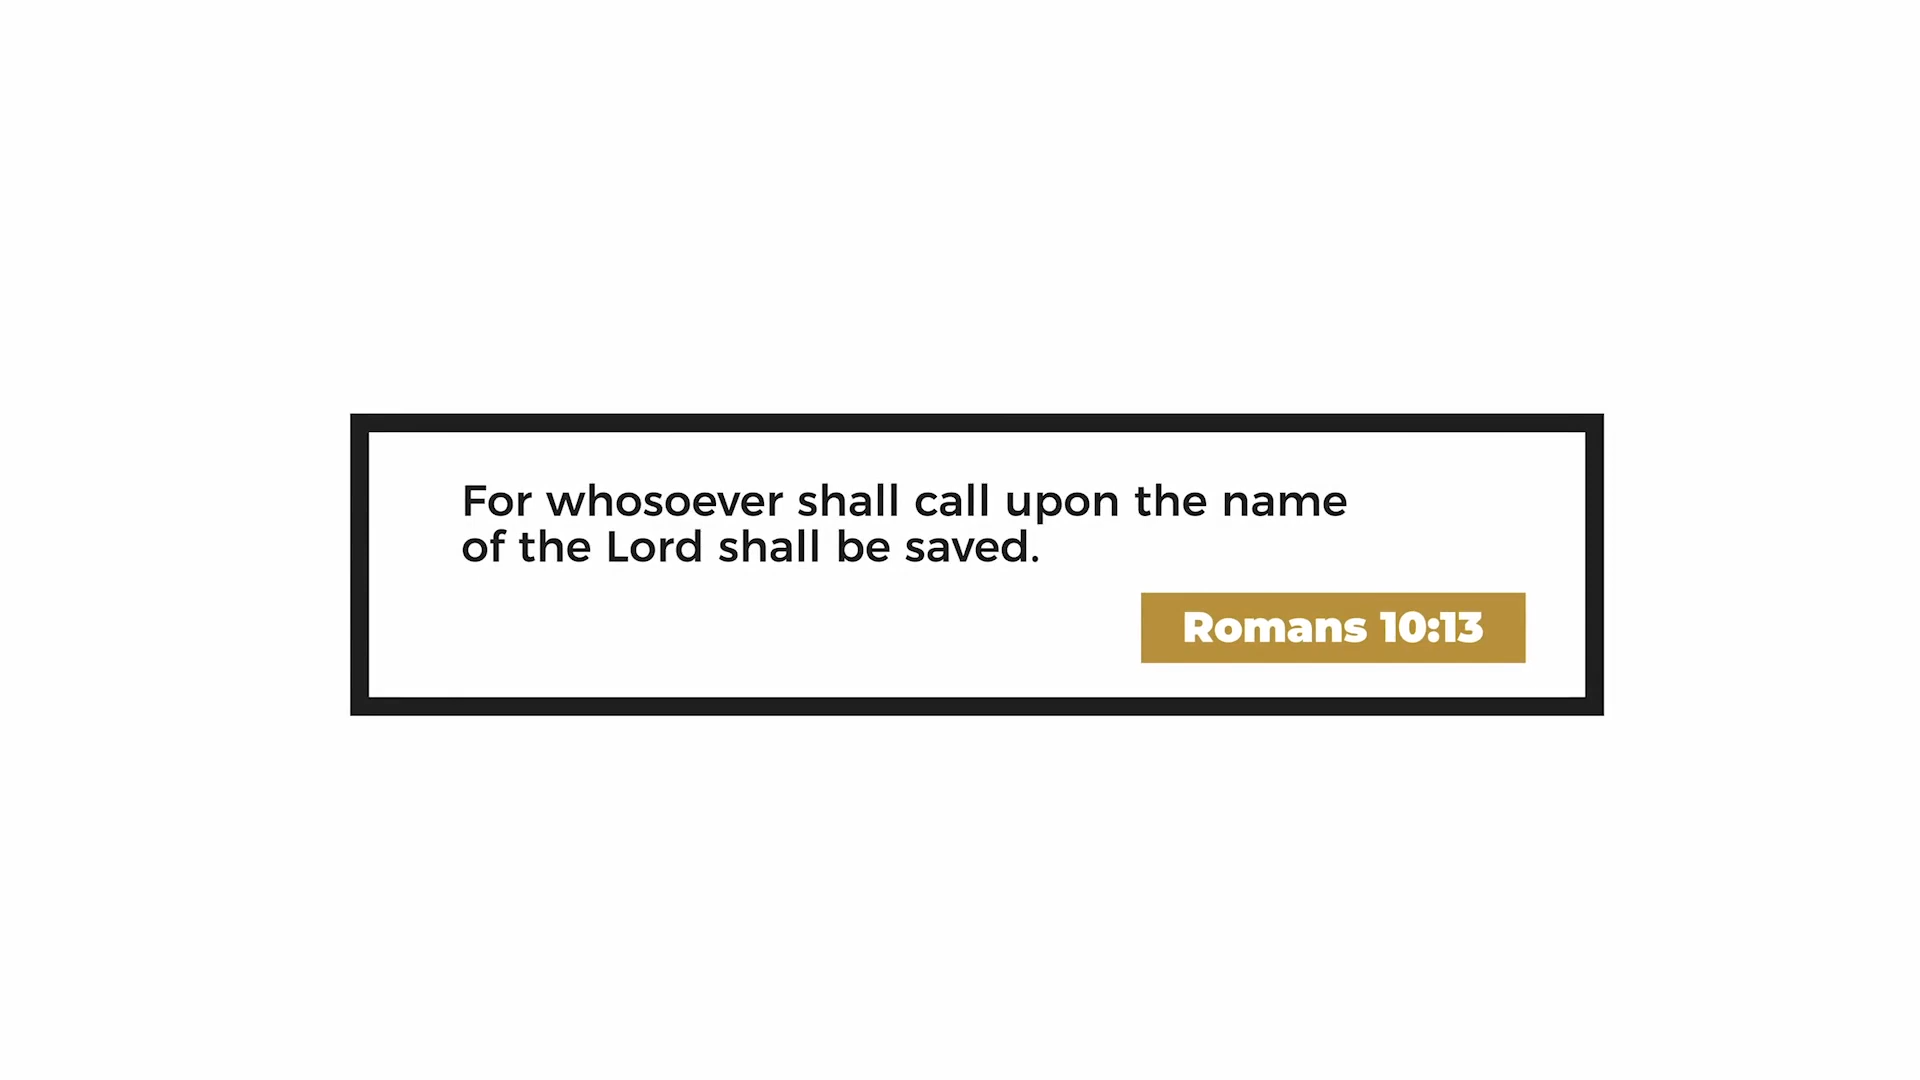 For whosoever shall call upon the name
of the Lord shall be saved.
Romans 10:13